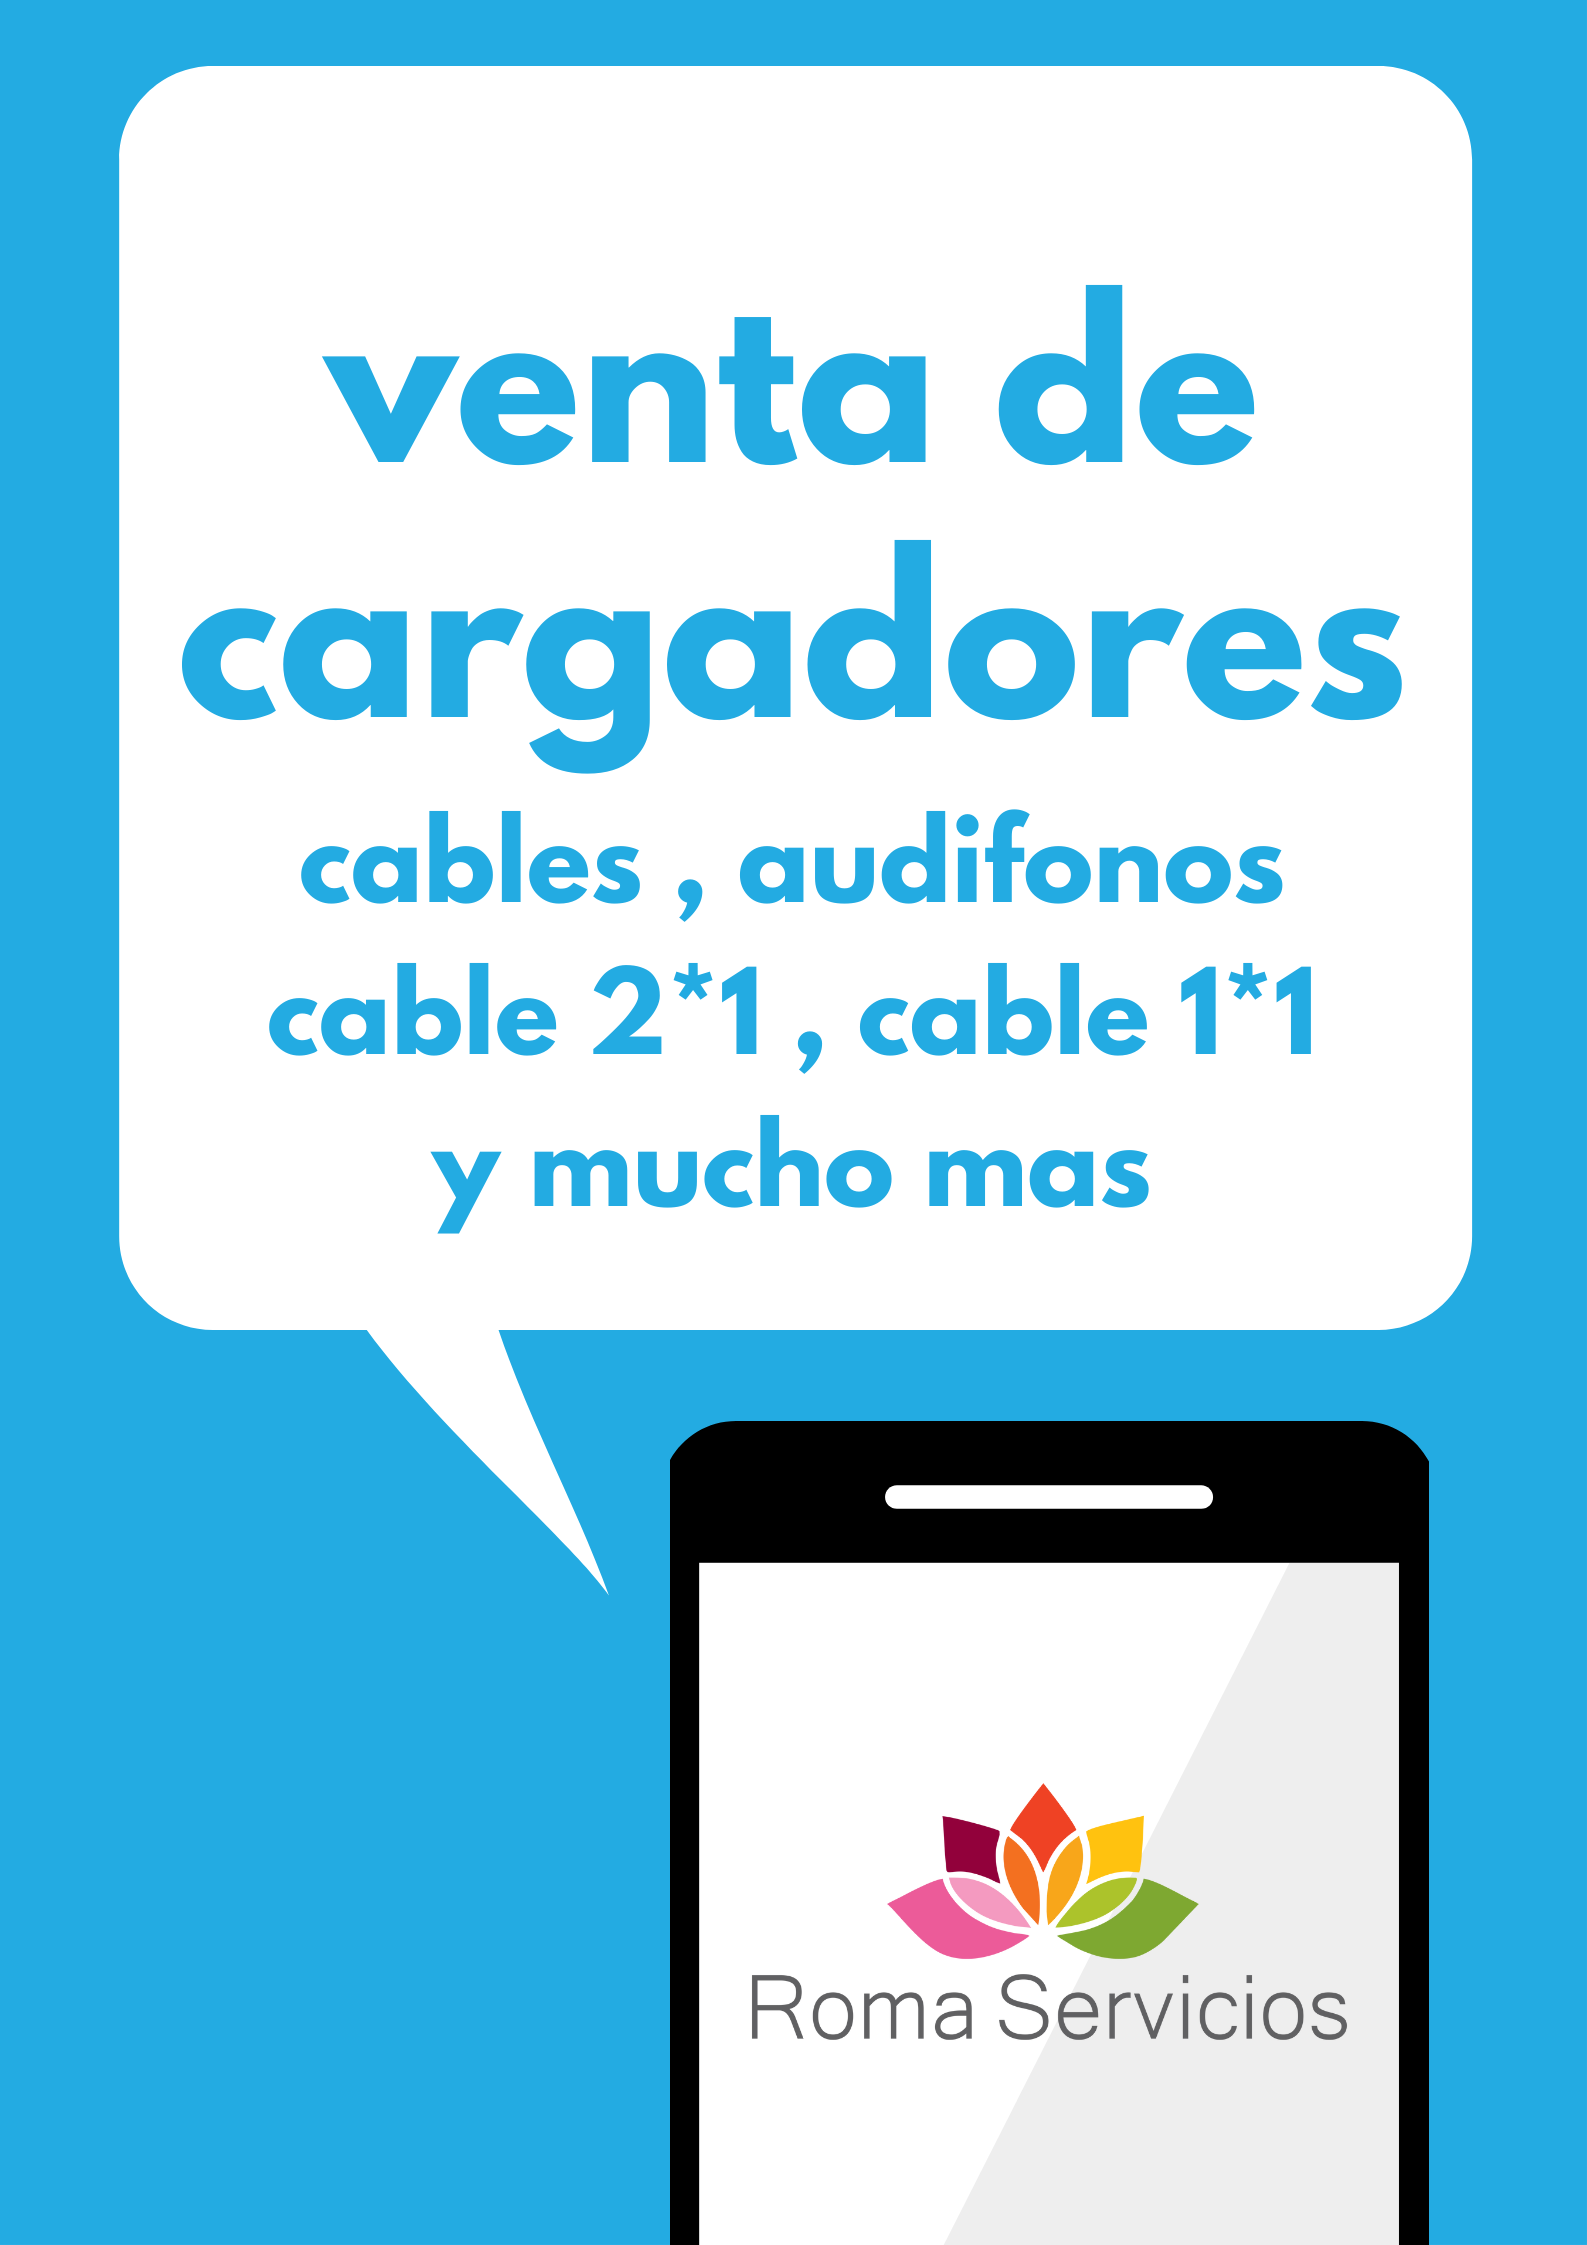 venta de
cargadores
cables , audifonos
cable 2*1 , cable 1*1
y mucho mas
Roma Servicios